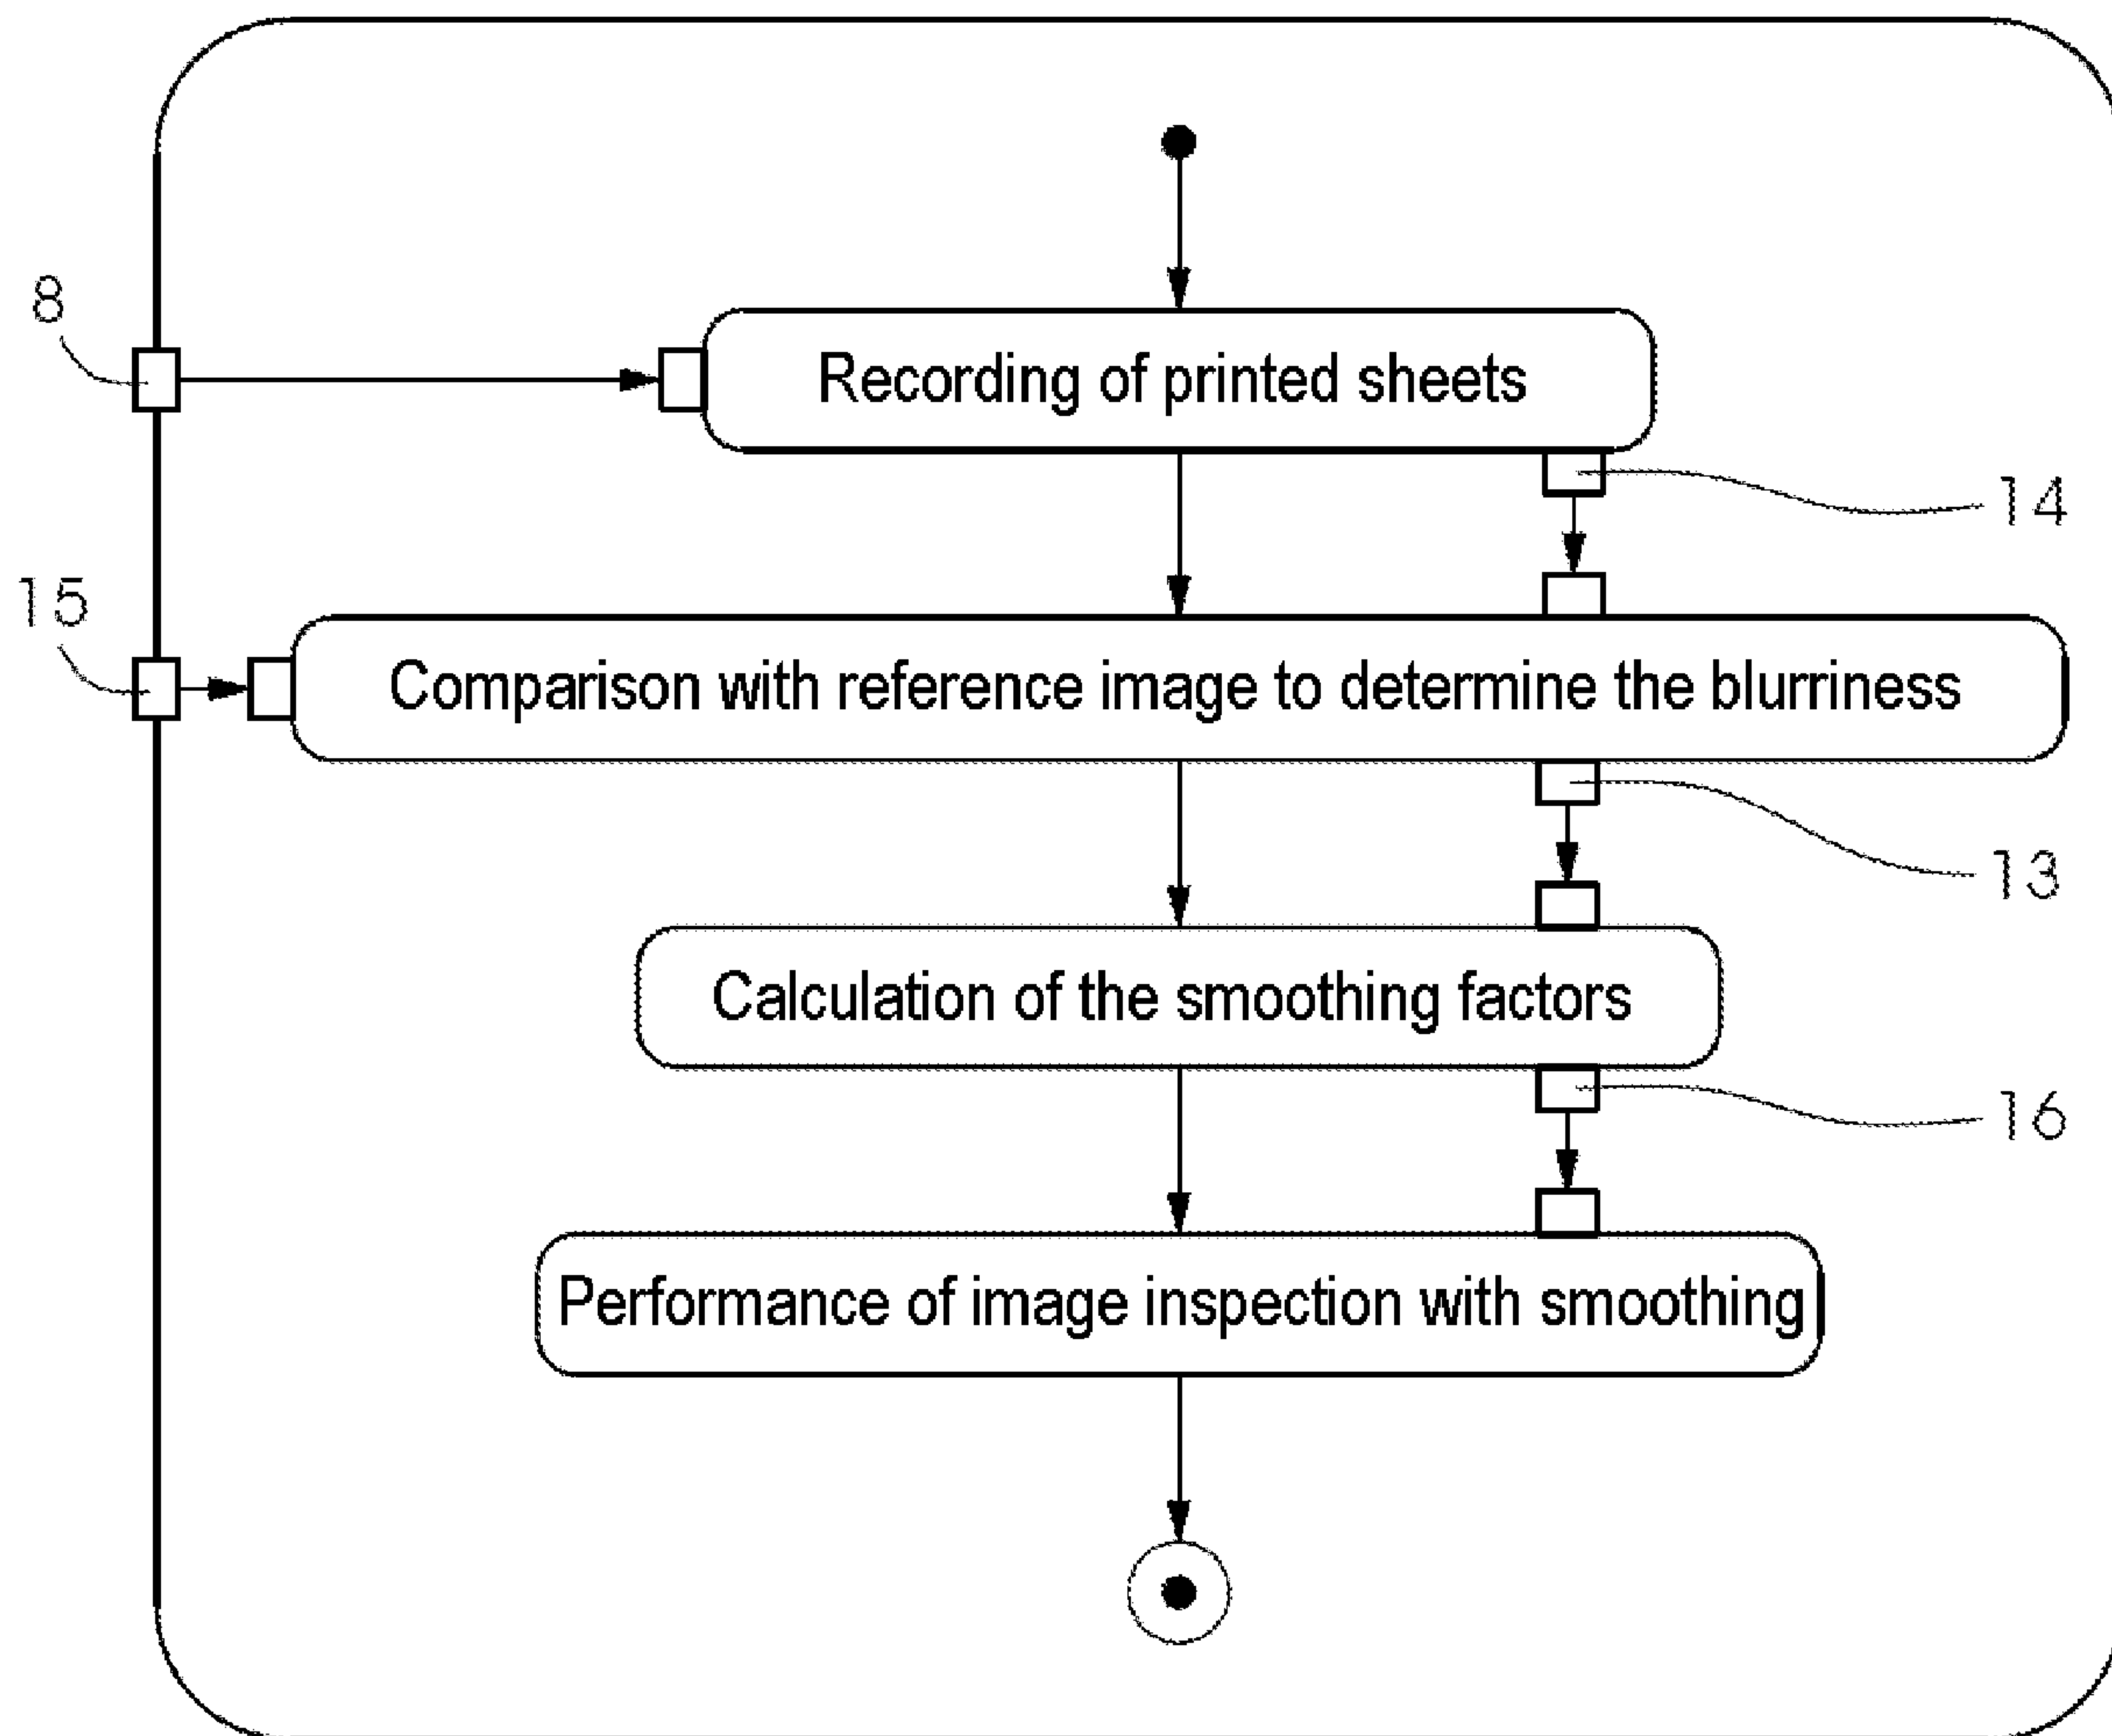 8
Recording of printed sheets
14
15
Comparison with reference image to determine the blurriness
13
Calculation of the smoothing factors
16
Performance of image inspection with smoothing